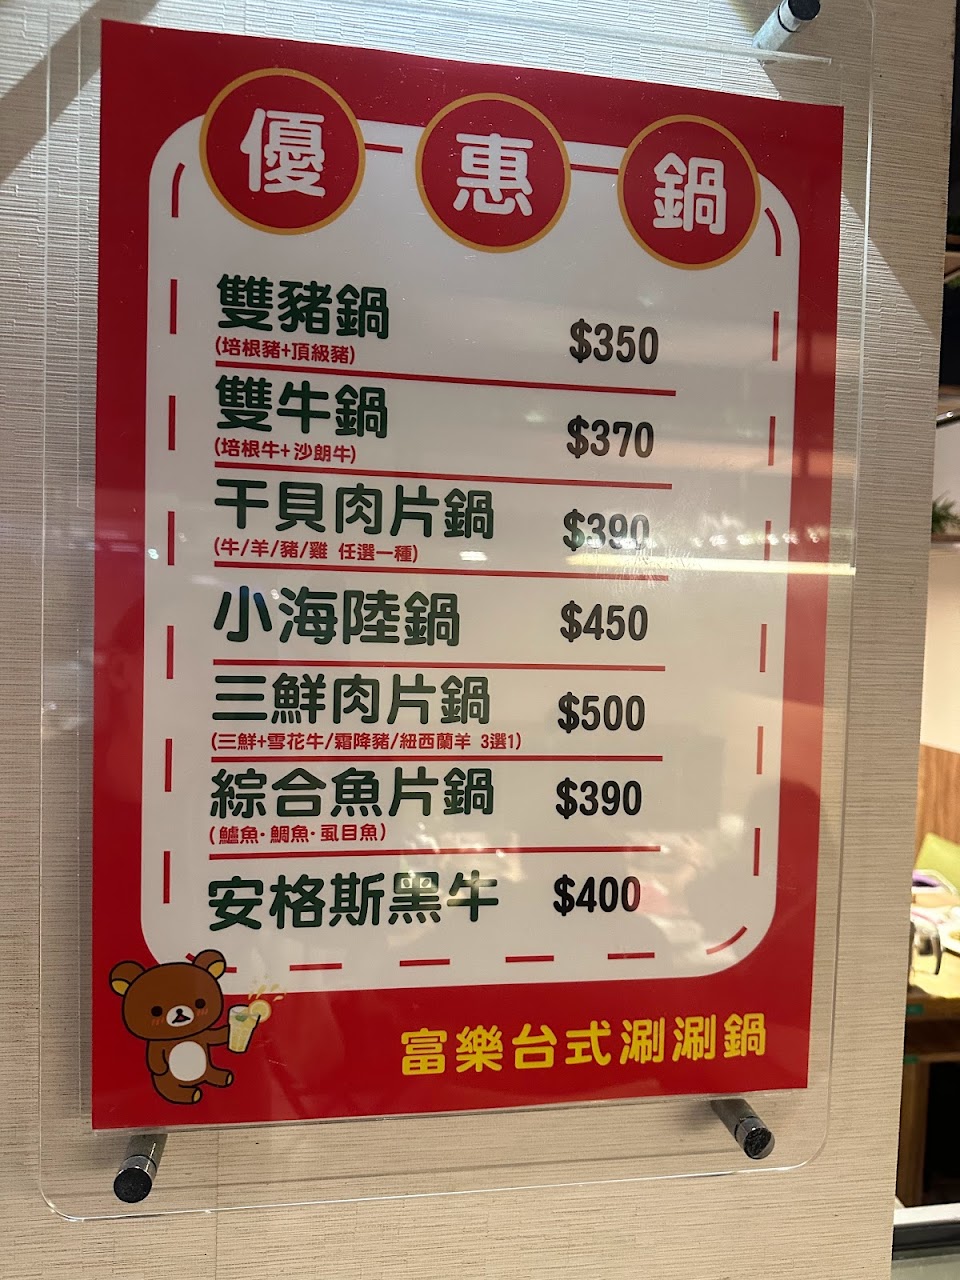 優惠鍋
雙豬鍋 $350
(培根豬+頂級豬)
雙牛鍋 $370
(培根牛+沙朗牛)
干貝肉片鍋 $390
(牛/羊/豬/雞 任選一種)
小海陸鍋 $450
三鮮肉片鍋 $500
(三鮮+雪花牛/霜降豬/紐西蘭羊 3選1)
綜合魚片鍋 $390
(鱸魚·鯛魚·虱目魚)
安格斯黑牛 $400
富樂台式涮涮鍋